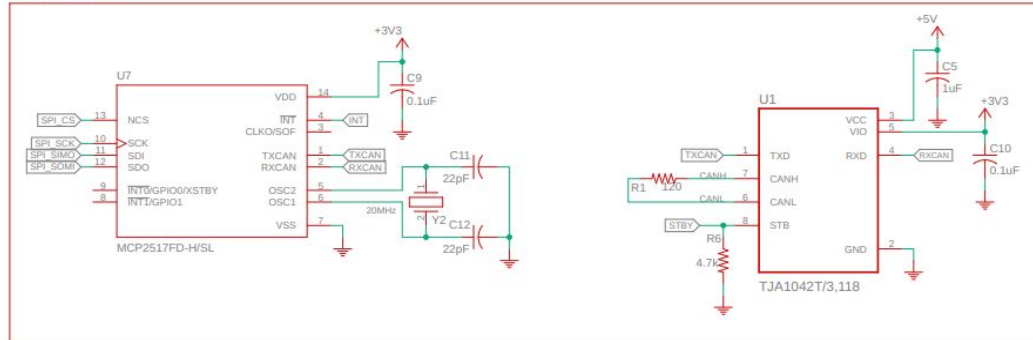 +3V3
U7
C9
0.1uF
VDD 14
13 NCS
SPI_CS
INT 4 INT
CLKO/SOF 3
SPI_SCK 10 SCK
SPI_SIMO 11 SDI
SPI_SOMI 12 SDO
TXCAN 1 TXCAN
RXCAN 2 RXCAN
C11
22pF
9 INT0/GPIO0/XSTBY
8 INT1/GPIO1
OSC2 5
OSC1 6
1
2
Y2
20MHz
C12
22pF
VSS 7
MCP2517FD-H/SL
+5V
C5
1uF
U1
+3V3
VCC 3
VIO 5
C10
0.1uF
TXCAN 1 TXD
RXD 4 RXCAN
R1 120
CANH 7 CANH
CANL 6 CANL
STBY 8 STB
R6
4.7k
GND 2
TJA1042T/3,118